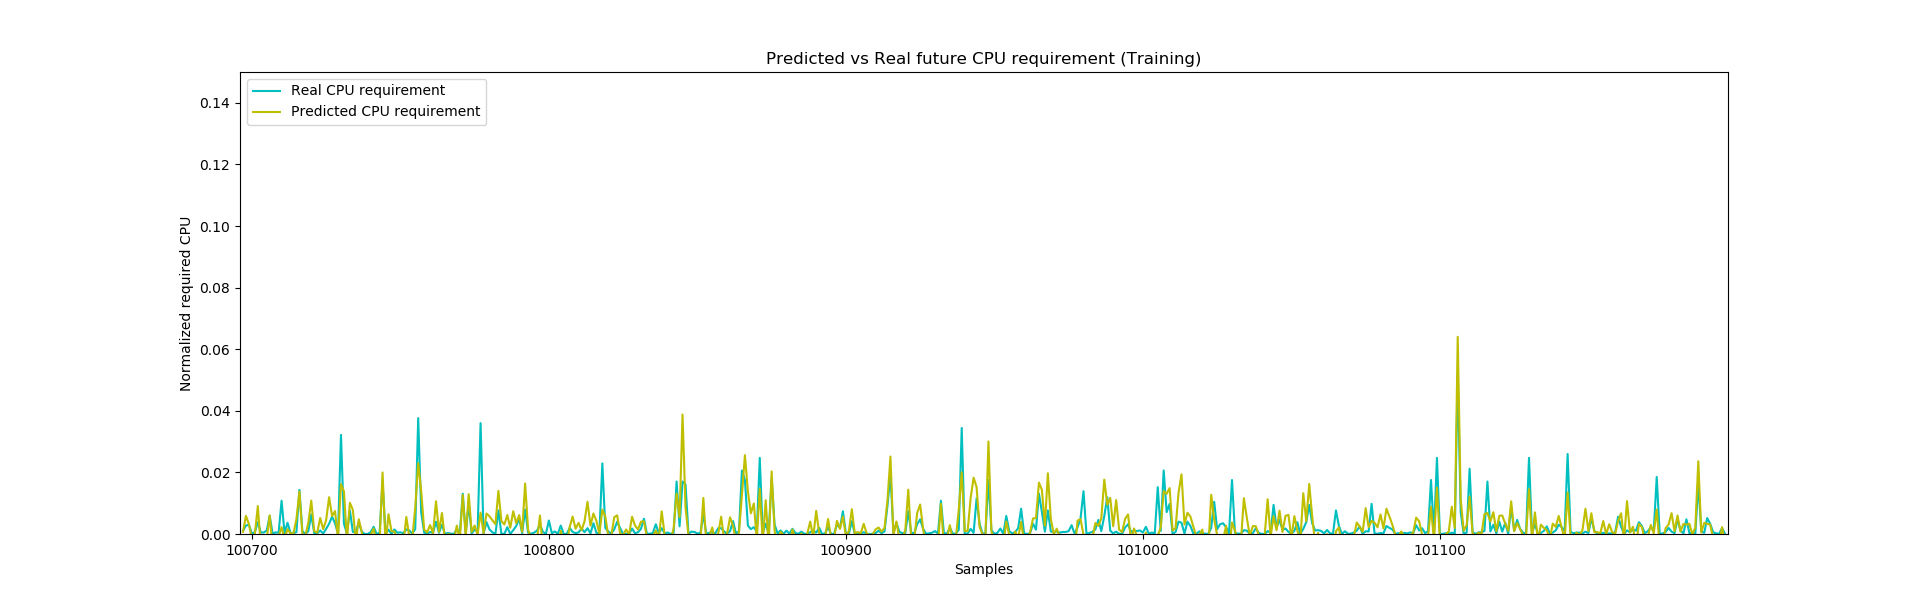 Predicted vs Real future CPU requirement (Training)
Real CPU requirement
Predicted CPU requirement
Normalized required CPU
0.14
0.12
0.10
0.08
0.06
0.04
0.02
0.00
100700 100800 100900 101000 101100
Samples